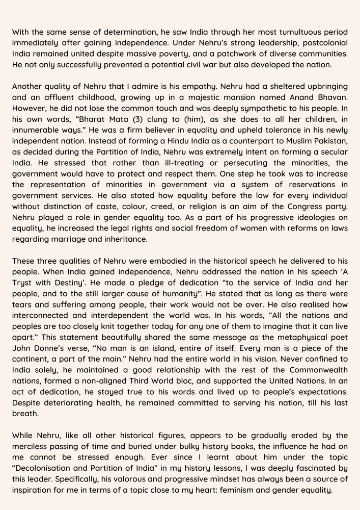 With the same sense of determination, he saw India through her most tumultuous period
immediately after gaining independence. Under Nehru's strong leadership, postcolonial
India remained united despite massive poverty, and a patchwork of diverse communities.
He not only successfully prevented a potential civil war but also developed the nation.
Another quality of Nehru that I admire is his empathy. Nehru had a sheltered upbringing
and an affluent childhood, growing up in a majestic mansion named Anand Bhavan.
However, he did not lose the common touch and was deeply sympathetic to his people. In
his own words, "Bharat Mata (3) clung to (him), as she does to all her children, in
innumerable ways." He was a firm believer in equality and upheld tolerance in his newly
independent nation. Instead of forming a Hindu India as a counterpart to Muslim Pakistan,
as decided during the Partition of India, Nehru was extremely intent on forming a secular
India. He stressed that rather than ill-treating or persecuting the minorities, the
government would have to protect and respect them. One step he took was to increase
the representation of minorities in government via a system of reservations in
government services. He also stated how equality before the law for every individual
without distinction of caste, colour, creed, or religion is an aim of the Congress party.
Nehru played a role in gender equality too. As a part of his progressive ideologies on
equality, he increased the legal rights and social freedom of women with reforms on laws
regarding marriage and inheritance.
These three qualities of Nehru were embodied in the historical speech he delivered to his
people. When India gained independence, Nehru addressed the nation in his speech 'A
Tryst with Destiny'. He made a pledge of dedication "to the service of India and her
people, and to the still larger cause of humanity". He stated that as long as there were
tears and suffering among people, their work would not be over. He also realised how
interconnected and interdependent the world was. In his words, "All the nations and
peoples are too closely knit together today for any one of them to imagine that it can live
apart." This statement beautifully shared the same message as the metaphysical poet
John Donne's verse, "No man is an island, entire of itself. Every man is a piece of the
continent, a part of the main." Nehru had the entire world in his vision. Never confined to
India solely, he maintained a good relationship with the rest of the Commonwealth
nations, formed a non-aligned Third World bloc, and supported the United Nations. In an
act of dedication, he stayed true to his words and lived up to people's expectations.
Despite deteriorating health, he remained committed to serving the nation, till his last
breath.
While Nehru, like all other historical figures, appears to be gradually eroded by the
merciless passing of time and buried under bulky history books, the influence he had on
me cannot be stressed enough. Ever since I learnt about him under the topic
"Decolonisation and Partition of India" in my history lessons, I was deeply fascinated by
this leader. Specifically, his valorous and progressive mindset has always been a source of
inspiration for me in terms of a topic close to my heart: feminism and gender equality.